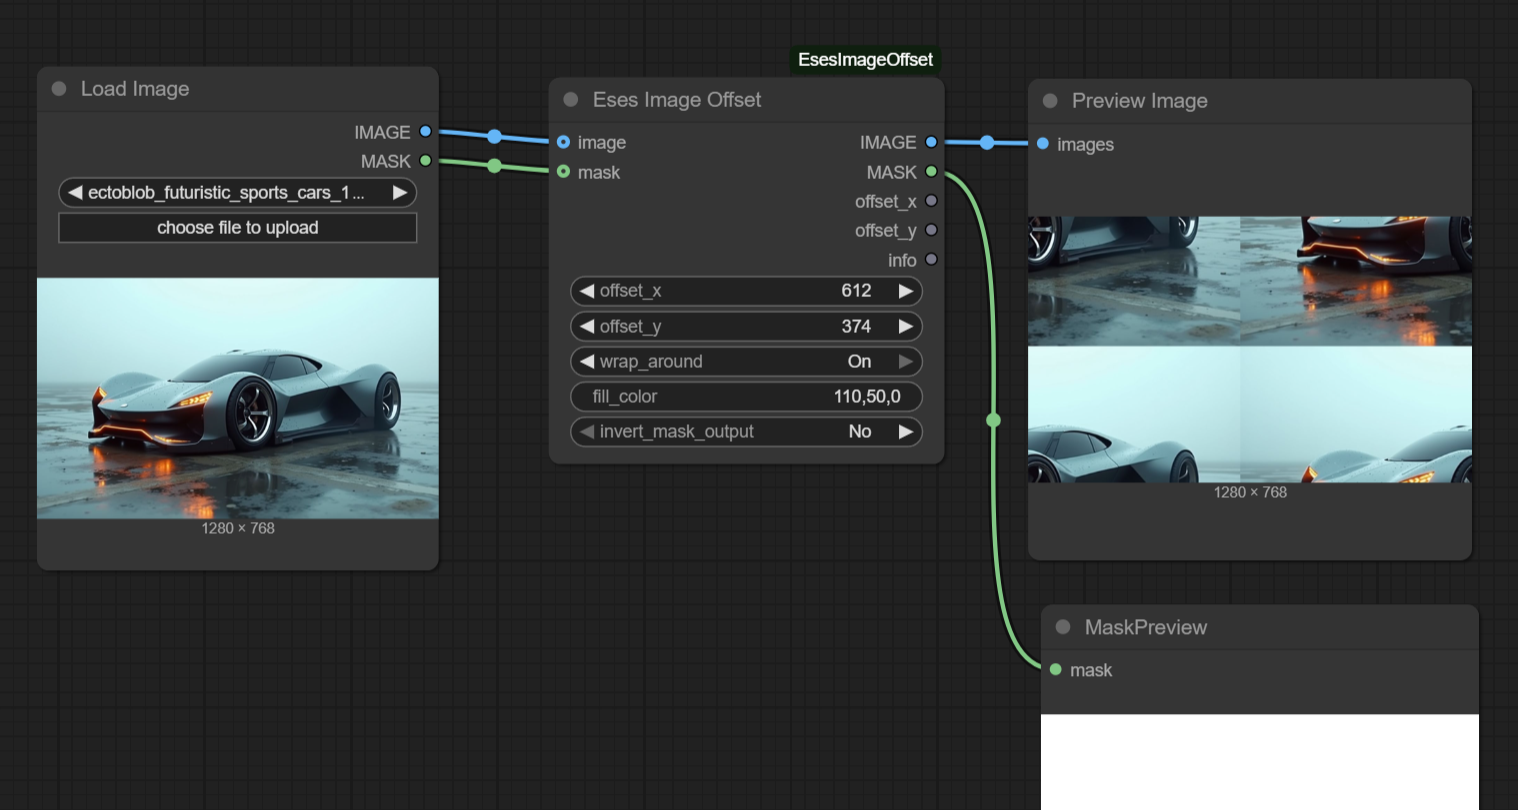 EsesImageOffset
Load Image
IMAGE
MASK
ectoblob_futuristic_sports_cars_1...
choose file to upload
1280 × 768
Eses Image Offset
image
IMAGE
mask
MASK
offset_x
offset_y
info
offset_x 612
offset_y 374
wrap_around On
fill_color 110,50,0
invert_mask_output No
Preview Image
images
1280 × 768
MaskPreview
mask